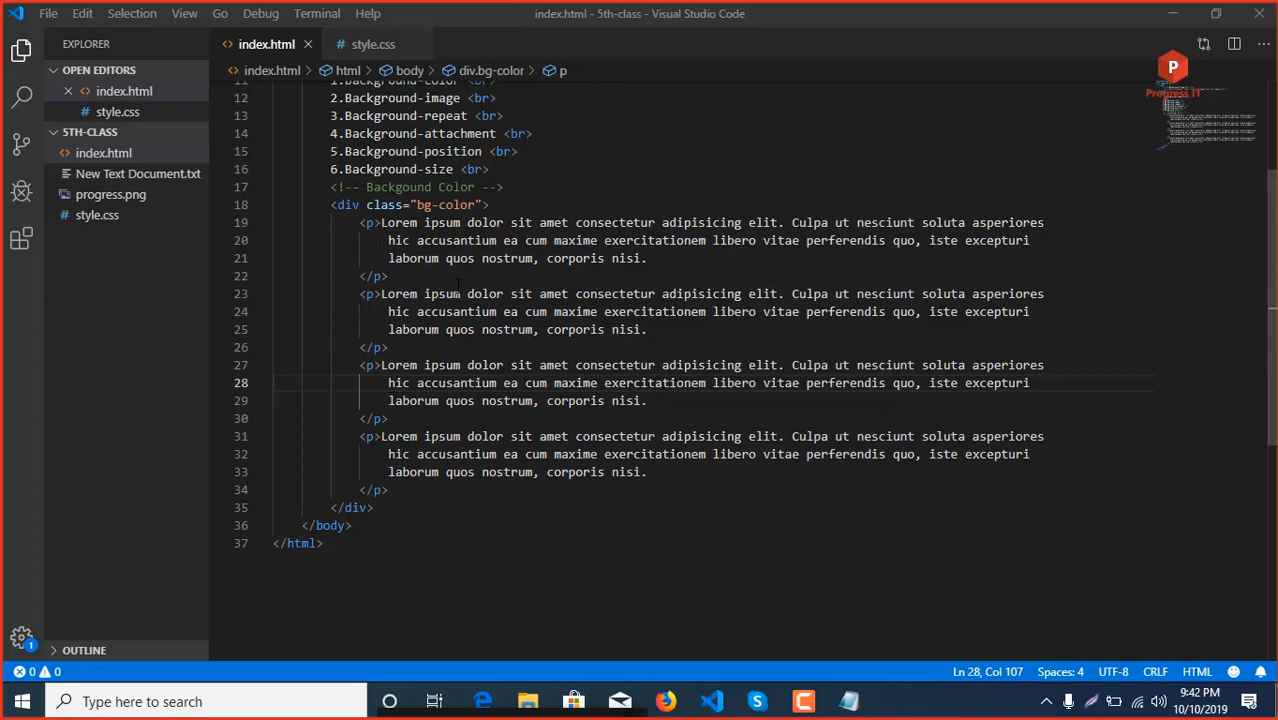 File Edit Selection View Go Debug Terminal Help index.html - 5th-class - Visual Studio Code
EXPLORER
OPEN EDITORS
index.html
style.css
5TH-CLASS
index.html
New Text Document.txt
progress.png
style.css
OUTLINE
index.html style.css
index.html html body div.bg-color p
P
Progress IT
11 1.Background-color <br>
12 2.Background-image <br>
13 3.Background-repeat <br>
14 4.Background-attachment <br>
15 5.Background-position <br>
16 6.Background-size <br>
17 <!-- Backgound Color -->
18 <div class="bg-color">
19 <p>Lorem ipsum dolor sit amet consectetur adipisicing elit. Culpa ut nesciunt soluta asperiores
20 hic accusantium ea cum maxime exercitationem libero vitae perferendis quo, iste excepturi
21 laborum quos nostrum, corporis nisi.
22 </p>
23 <p>Lorem ipsum dolor sit amet consectetur adipisicing elit. Culpa ut nesciunt soluta asperiores
24 hic accusantium ea cum maxime exercitationem libero vitae perferendis quo, iste excepturi
25 laborum quos nostrum, corporis nisi.
26 </p>
27 <p>Lorem ipsum dolor sit amet consectetur adipisicing elit. Culpa ut nesciunt soluta asperiores
28 hic accusantium ea cum maxime exercitationem libero vitae perferendis quo, iste excepturi
29 laborum quos nostrum, corporis nisi.
30 </p>
31 <p>Lorem ipsum dolor sit amet consectetur adipisicing elit. Culpa ut nesciunt soluta asperiores
32 hic accusantium ea cum maxime exercitationem libero vitae perferendis quo, iste excepturi
33 laborum quos nostrum, corporis nisi.
34 </p>
35 </div>
36 </body>
37 </html>
1
0 0 Ln 28, Col 107 Spaces: 4 UTF-8 CRLF HTML
Type here to search
9:42 PM
10/10/2019